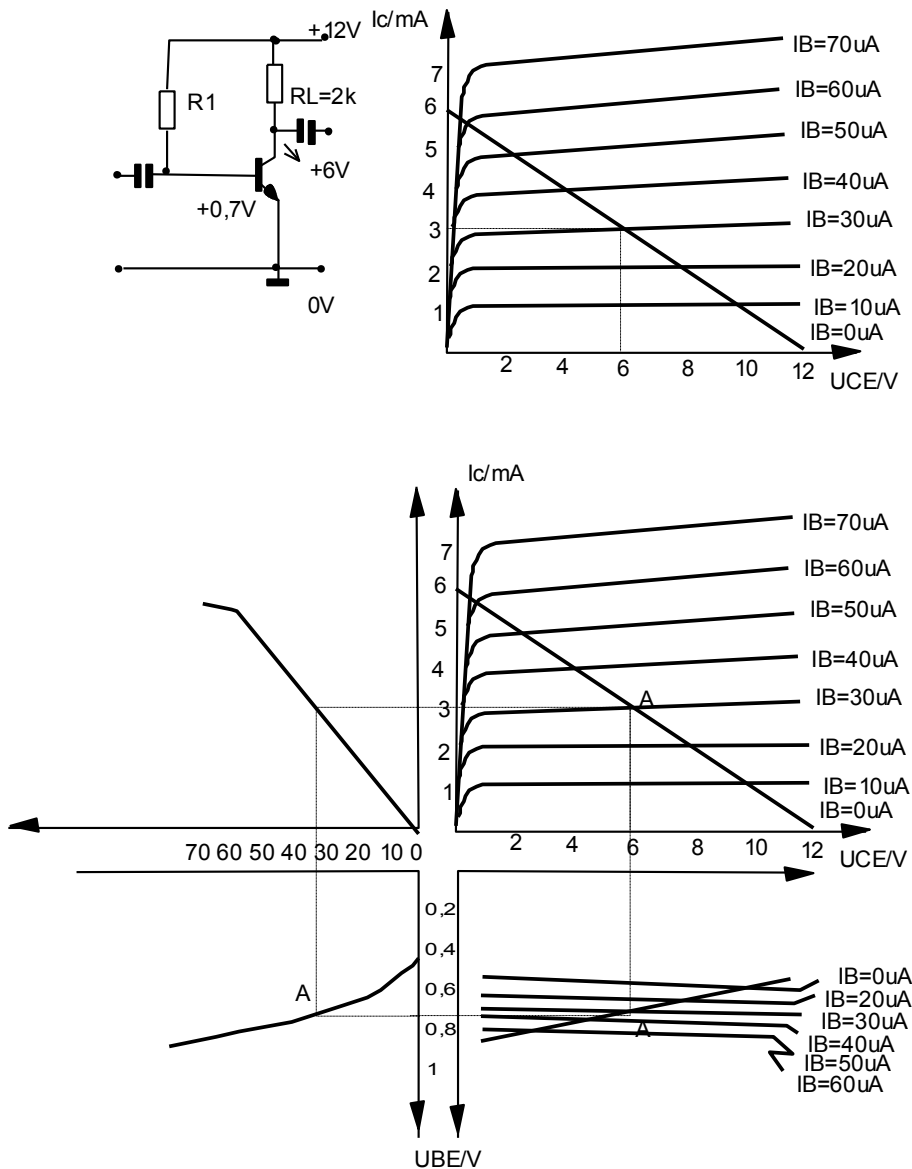 +12V
R1
RL=2k
+6V
+0,7V
0V
Ic/mA
7
6
5
4
3
2
1
2 4 6 8 10 12
UCE/V
IB=70uA
IB=60uA
IB=50uA
IB=40uA
IB=30uA
IB=20uA
IB=10uA
IB=0uA
Ic/mA
7
6
5
4
3
2
1
A
IB=70uA
IB=60uA
IB=50uA
IB=40uA
IB=30uA
IB=20uA
IB=10uA
IB=0uA
70 60 50 40 30 20 10 0
2 4 6 8 10 12
UCE/V
0,2
0,4
0,6
0,8
1
A
A
IB=0uA
IB=20uA
IB=30uA
IB=40uA
IB=50uA
IB=60uA
UBE/V